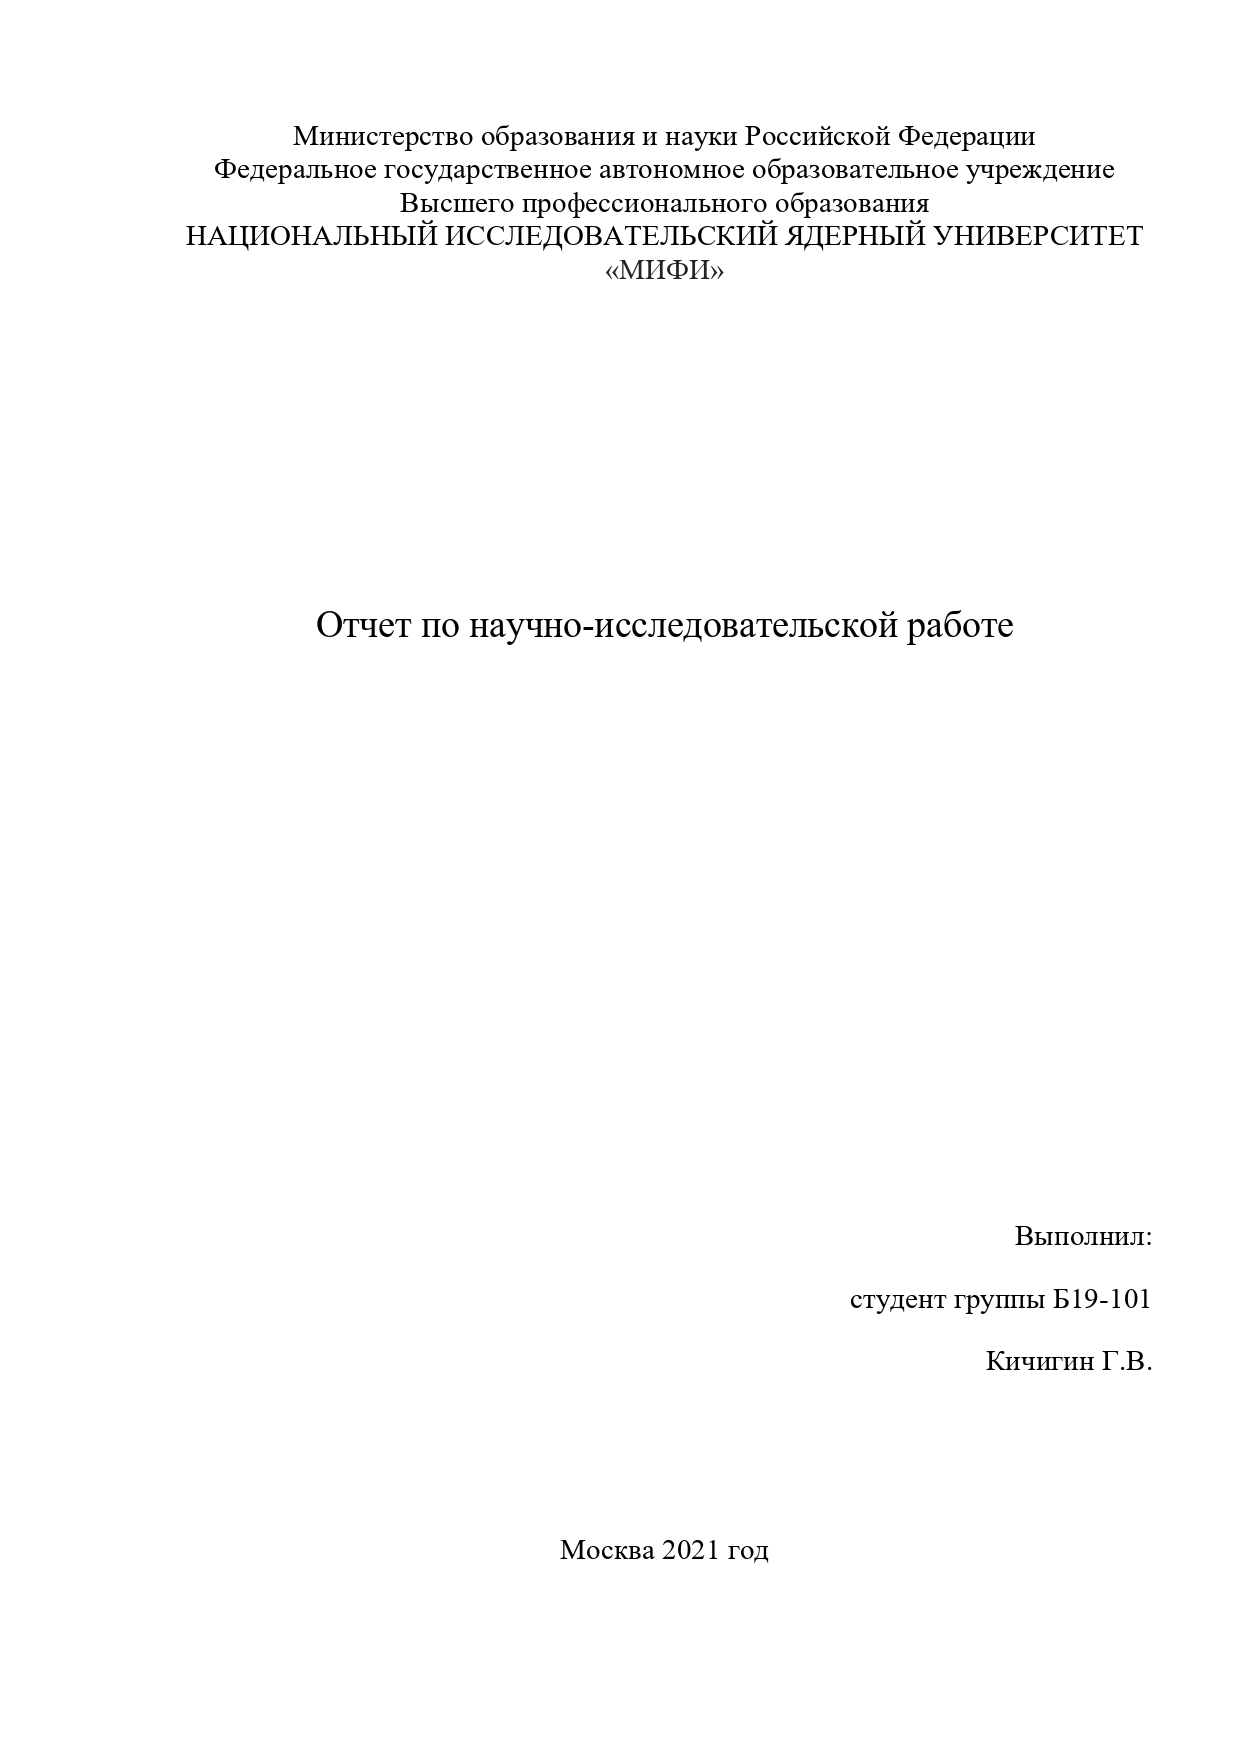 Министерство образования и науки Российской Федерации
Федеральное государственное автономное образовательное учреждение
Высшего профессионального образования
НАЦИОНАЛЬНЫЙ ИССЛЕДОВАТЕЛЬСКИЙ ЯДЕРНЫЙ УНИВЕРСИТЕТ
«МИФИ»
Отчет по научно-исследовательской работе
Выполнил:
студент группы Б19-101
Кичигин Г.В.
Москва 2021 год